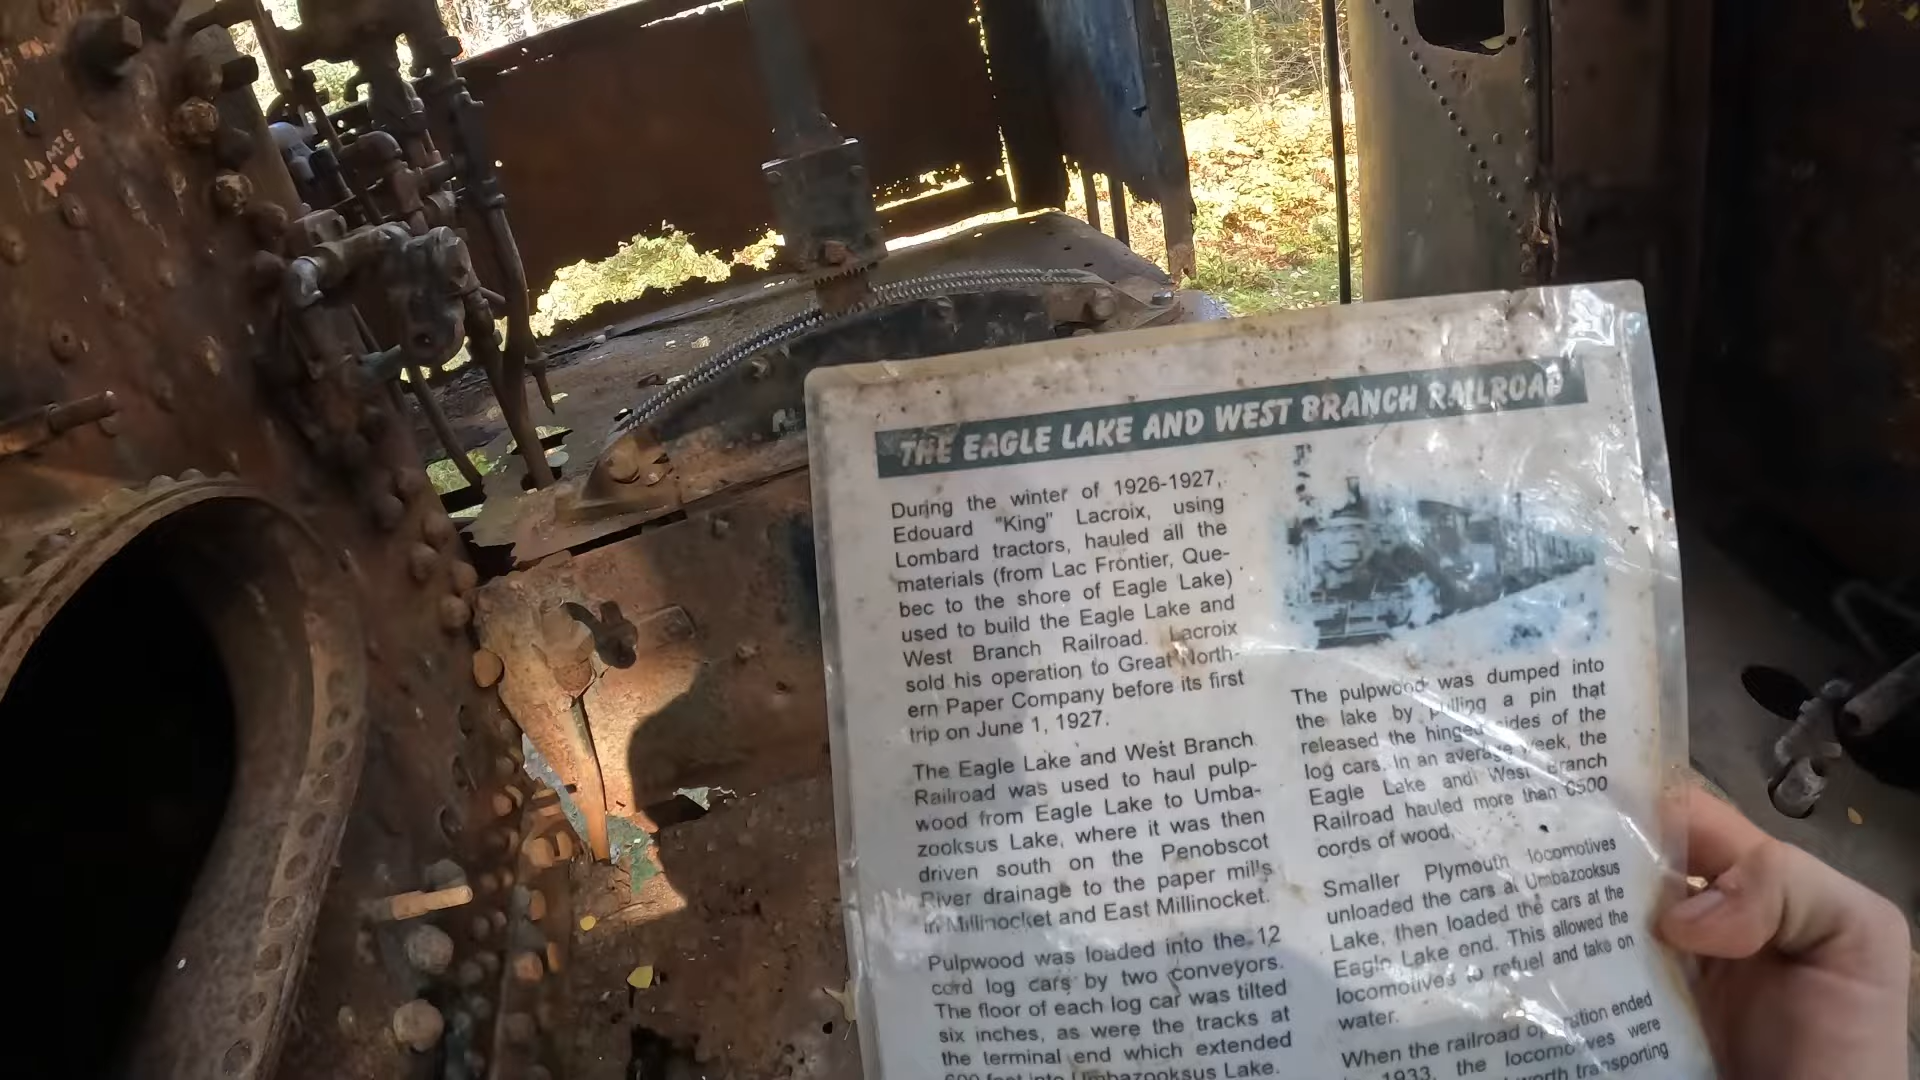 THE EAGLE LAKE AND WEST BRANCH RAILROAD
During the winter of 1926-1927,
Edouard "King" Lacroix, using
Lombard tractors, hauled all the
materials (from Lac Frontier, Que-
bec to the shore of Eagle Lake)
used to build the Eagle Lake and
West Branch Railroad. Lacroix
sold his operation to Great North-
ern Paper Company before its first
trip on June 1, 1927.
The Eagle Lake and West Branch
Railroad was used to haul pulp-
wood from Eagle Lake to Umba-
zooksus Lake, where it was then
driven south on the Penobscot
River drainage to the paper mills
in Millinocket and East Millinocket.
Pulpwood was loaded into the 12
cord log cars by two conveyors.
The floor of each log car was tilted
six inches, as were the tracks at
the terminal end which extended
600 feet into Umbazooksus Lake.
The pulpwood was dumped into
the lake by pulling a pin that
released the hinged sides of the
log cars. In an average week, the
Eagle Lake and West Branch
Railroad hauled more than 6500
cords of wood.
Smaller Plymouth locomotives
unloaded the cars at Umbazooksus
Lake, then loaded the cars at the
Eagle Lake end. This allowed the
locomotives to refuel and take on
water.
When the railroad operation ended
1933, the locomotives were
transporting